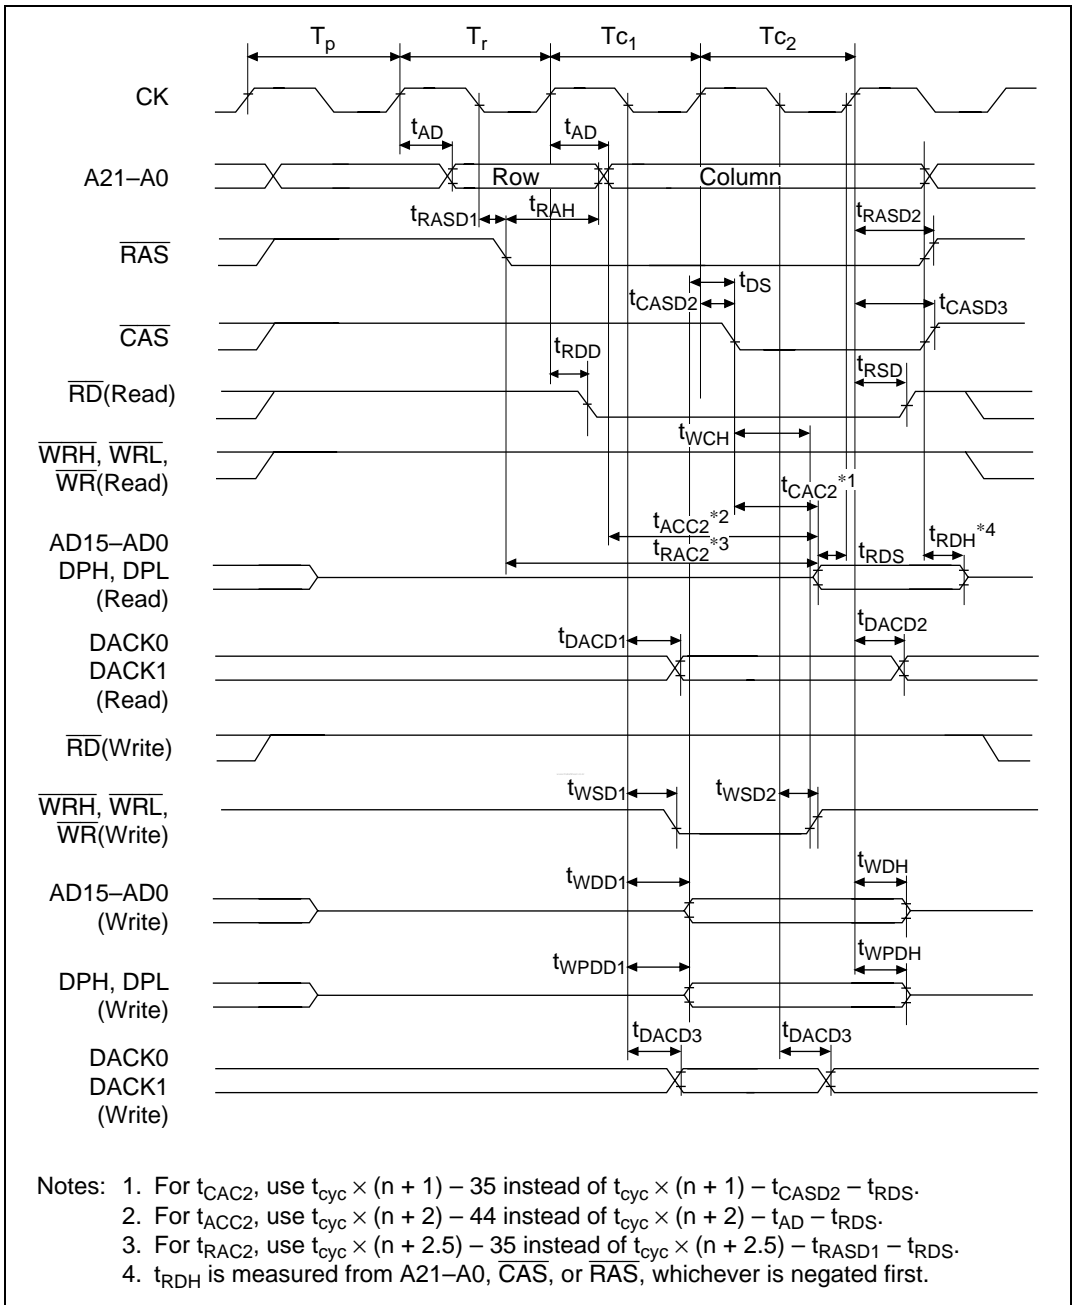 Tp Tr Tc1 Tc2
CK
tAD tAD
A21–A0 Row Column
tRASD1 tRAH tRASD2
RAS
tDS
tCASD2 tCASD3
CAS
tRDD tRSD
RD(Read)
tWCH
WRH, WRL,
WR(Read)
tCAC2*1
tACC2*2
AD15–AD0 tRAC2*3 tRDH*4
DPH, DPL tRDS
(Read)
DACK0 tDACD1 tDACD2
DACK1
(Read)
RD(Write)
WRH, WRL, tWSD1 tWSD2
WR(Write)
AD15–AD0 tWDD1 tWDH
(Write)
DPH, DPL tWPDD1 tWPDH
(Write)
DACK0 tDACD3 tDACD3
DACK1
(Write)
Notes: 1. For tCAC2, use tcyc × (n + 1) – 35 instead of tcyc × (n + 1) – tCASD2 – tRDS.
2. For tACC2, use tcyc × (n + 2) – 44 instead of tcyc × (n + 2) – tAD – tRDS.
3. For tRAC2, use tcyc × (n + 2.5) – 35 instead of tcyc × (n + 2.5) – tRASD1 – tRDS.
4. tRDH is measured from A21–A0, CAS, or RAS, whichever is negated first.